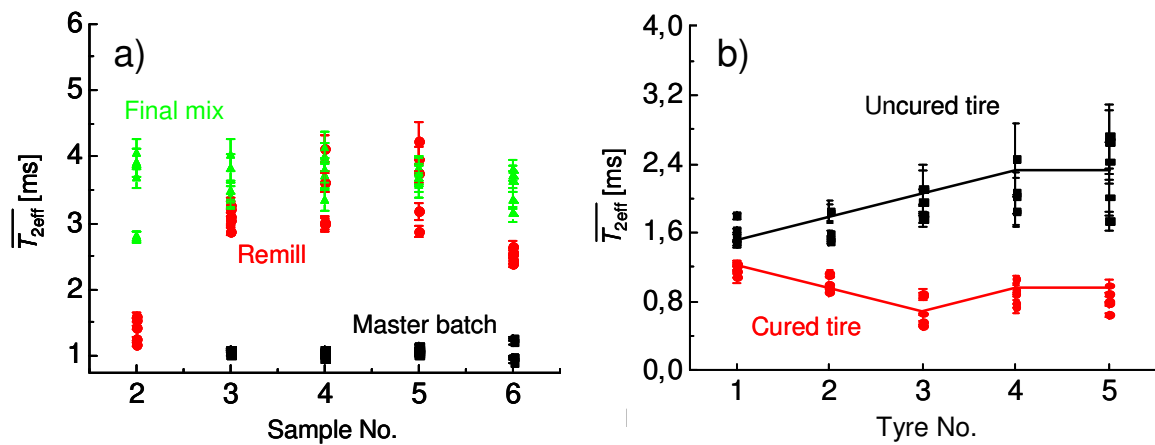 a)
6
5
4
3
2
1
T2eff [ms]
Final mix
Remill
Master batch
2 3 4 5 6
Sample No.
b)
4,0
3,2
2,4
1,6
0,8
0,0
T2eff [ms]
Uncured tire
Cured tire
1 2 3 4 5
Tyre No.